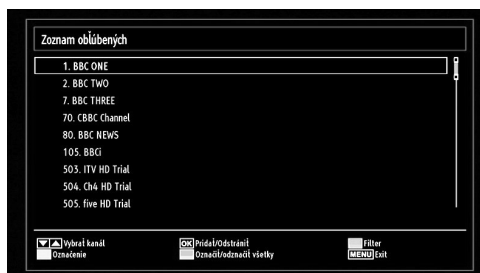 Zoznam obľúbených
1. BBC ONE
2. BBC TWO
7. BBC THREE
70. CBBC Channel
80. BBC NEWS
105. BBCi
503. ITV HD Trial
504. Ch4 HD Trial
505. five HD Trial
Vybrať kanál OK Pridať/Odstrániť Filter
Označenie Označiť/odznačiť všetky MENU Exit